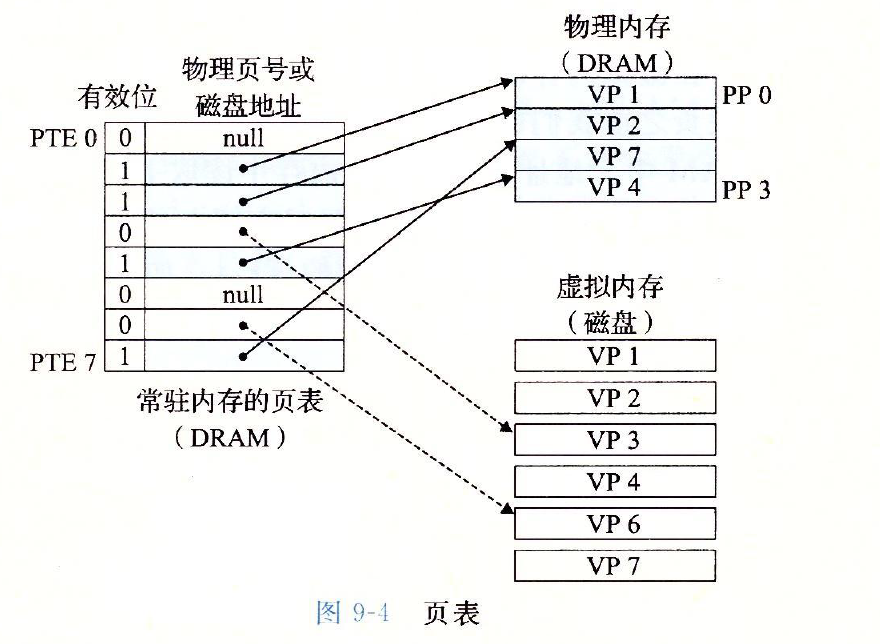 物理内存
（DRAM）
物理页号或
磁盘地址
有效位
VP 1 PP 0
VP 2
VP 7
VP 4 PP 3
PTE 0 0 null
1
1
0
1
0 null
0
PTE 7 1
常驻内存的页表
（DRAM）
虚拟内存
（磁盘）
VP 1
VP 2
VP 3
VP 4
VP 6
VP 7
图 9-4 页表